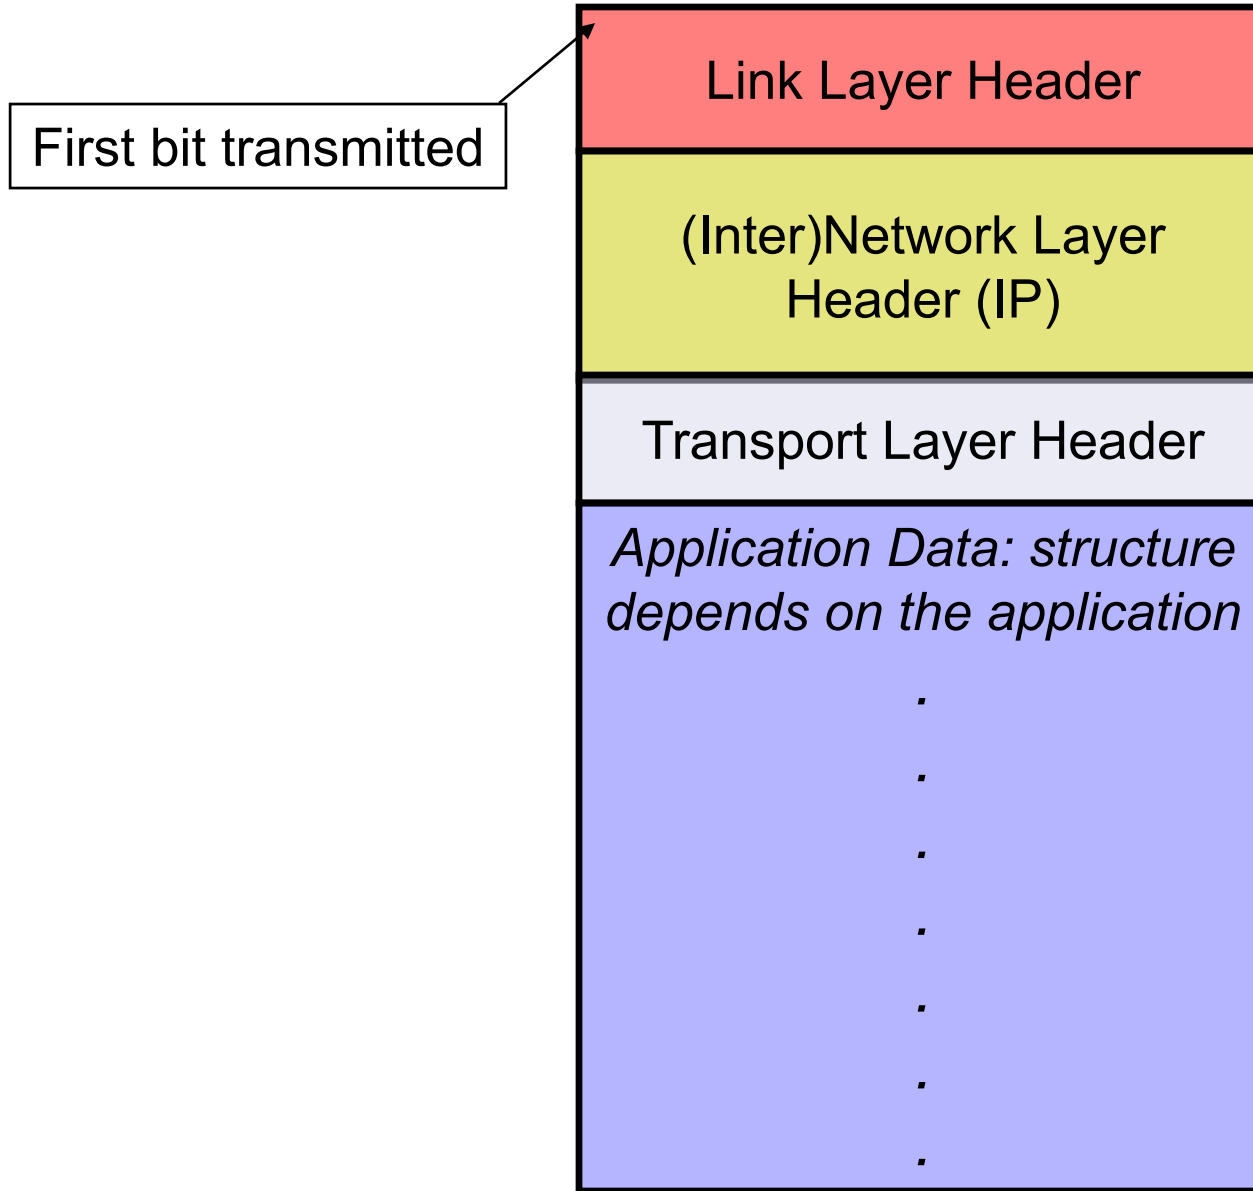 First bit transmitted
Link Layer Header
(Inter)Network Layer
Header (IP)
Transport Layer Header
Application Data: structure
depends on the application
.
.
.
.
.
.
.